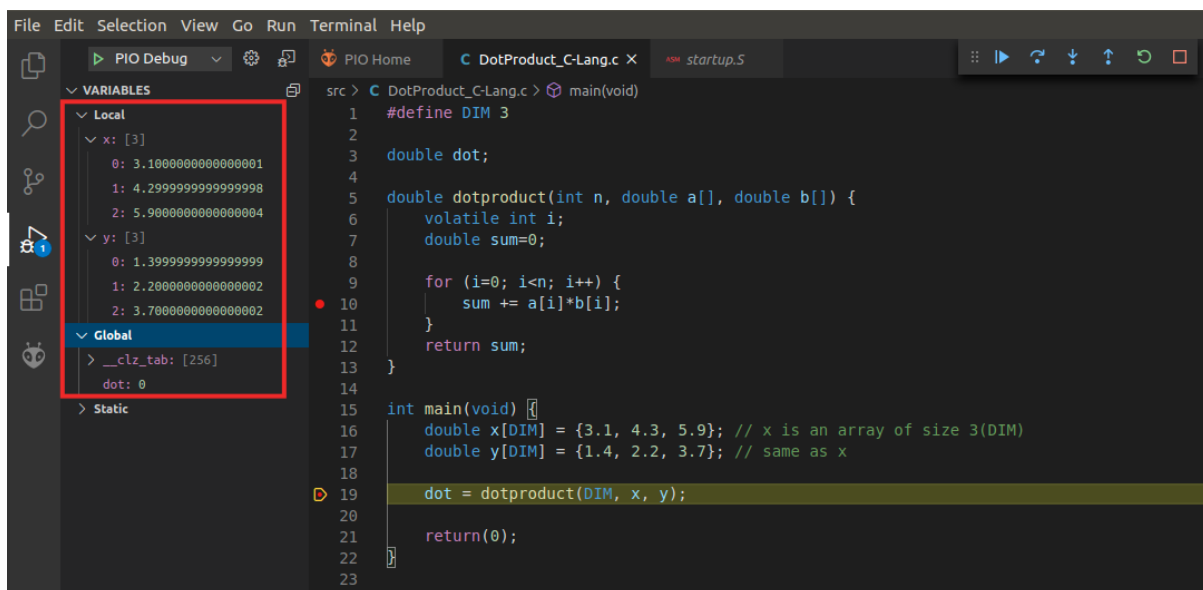 File Edit Selection View Go Run Terminal Help
PIO Debug
PIO Home
C DotProduct_C-Lang.c ×
ASM startup.S
VARIABLES
src > C DotProduct_C-Lang.c > main(void)
Local
x: [3]
0: 3.1000000000000001
1: 4.2999999999999998
2: 5.9000000000000004
y: [3]
0: 1.3999999999999999
1: 2.2000000000000002
2: 3.7000000000000002
Global
__clz_tab: [256]
dot: 0
Static
1
1 #define DIM 3
2
3 double dot;
4
5 double dotproduct(int n, double a[], double b[]) {
6 volatile int i;
7 double sum=0;
8
9 for (i=0; i<n; i++) {
10 sum += a[i]*b[i];
11 }
12 return sum;
13 }
14
15 int main(void) {
16 double x[DIM] = {3.1, 4.3, 5.9}; // x is an array of size 3(DIM)
17 double y[DIM] = {1.4, 2.2, 3.7}; // same as x
18
19 dot = dotproduct(DIM, x, y);
20
21 return(0);
22 }
23